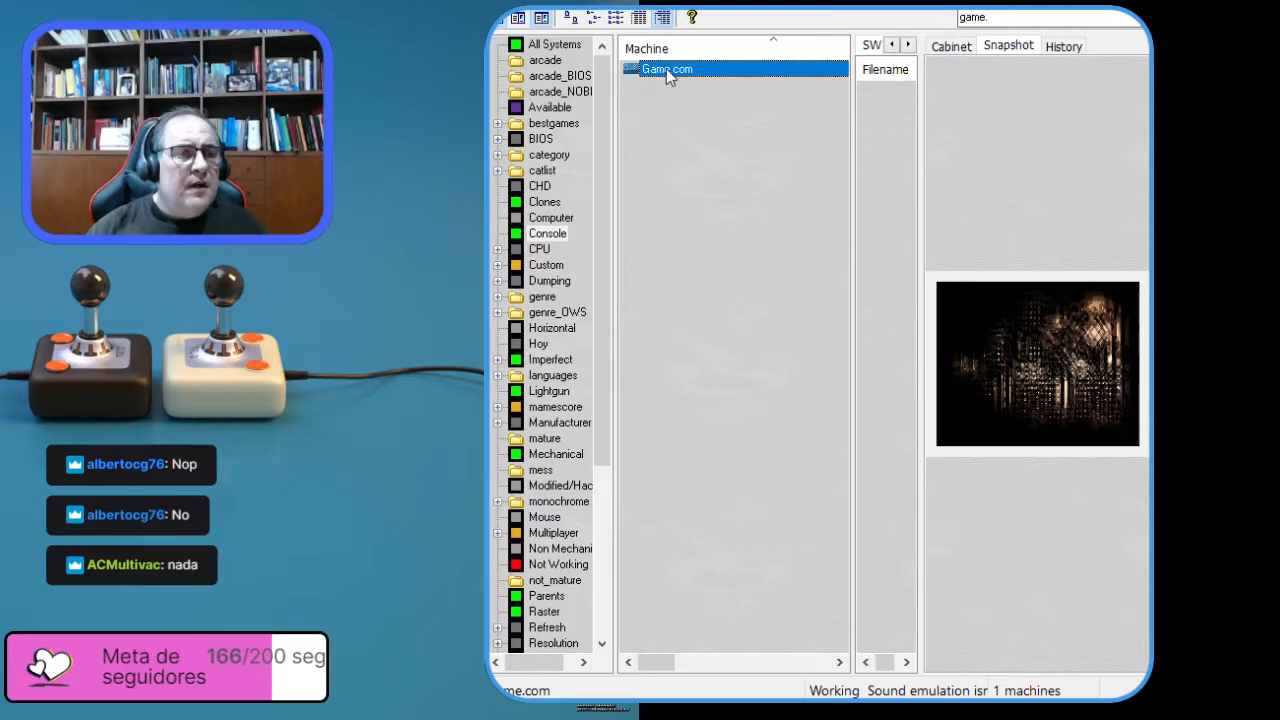 game.
All Systems
arcade
arcade_BIOS
arcade_NOBI
Available
bestgames
BIOS
category
catlist
CHD
Clones
Computer
Console
CPU
Custom
Dumping
genre
genre_OWS
Horizontal
Hoy
Imperfect
languages
Lightgun
mamescore
Manufacturer
mature
Mechanical
mess
Modified/Hac
monochrome
Mouse
Multiplayer
Non Mechani
Not Working
not_mature
Parents
Raster
Refresh
Resolution
Machine
Game.com
SW
Filename
Cabinet Snapshot History
me.com
Working Sound emulation isr 1 machines
albertocg76: Nop
albertocg76: No
ACMultivac: nada
Meta de seguidores
166/200 seg